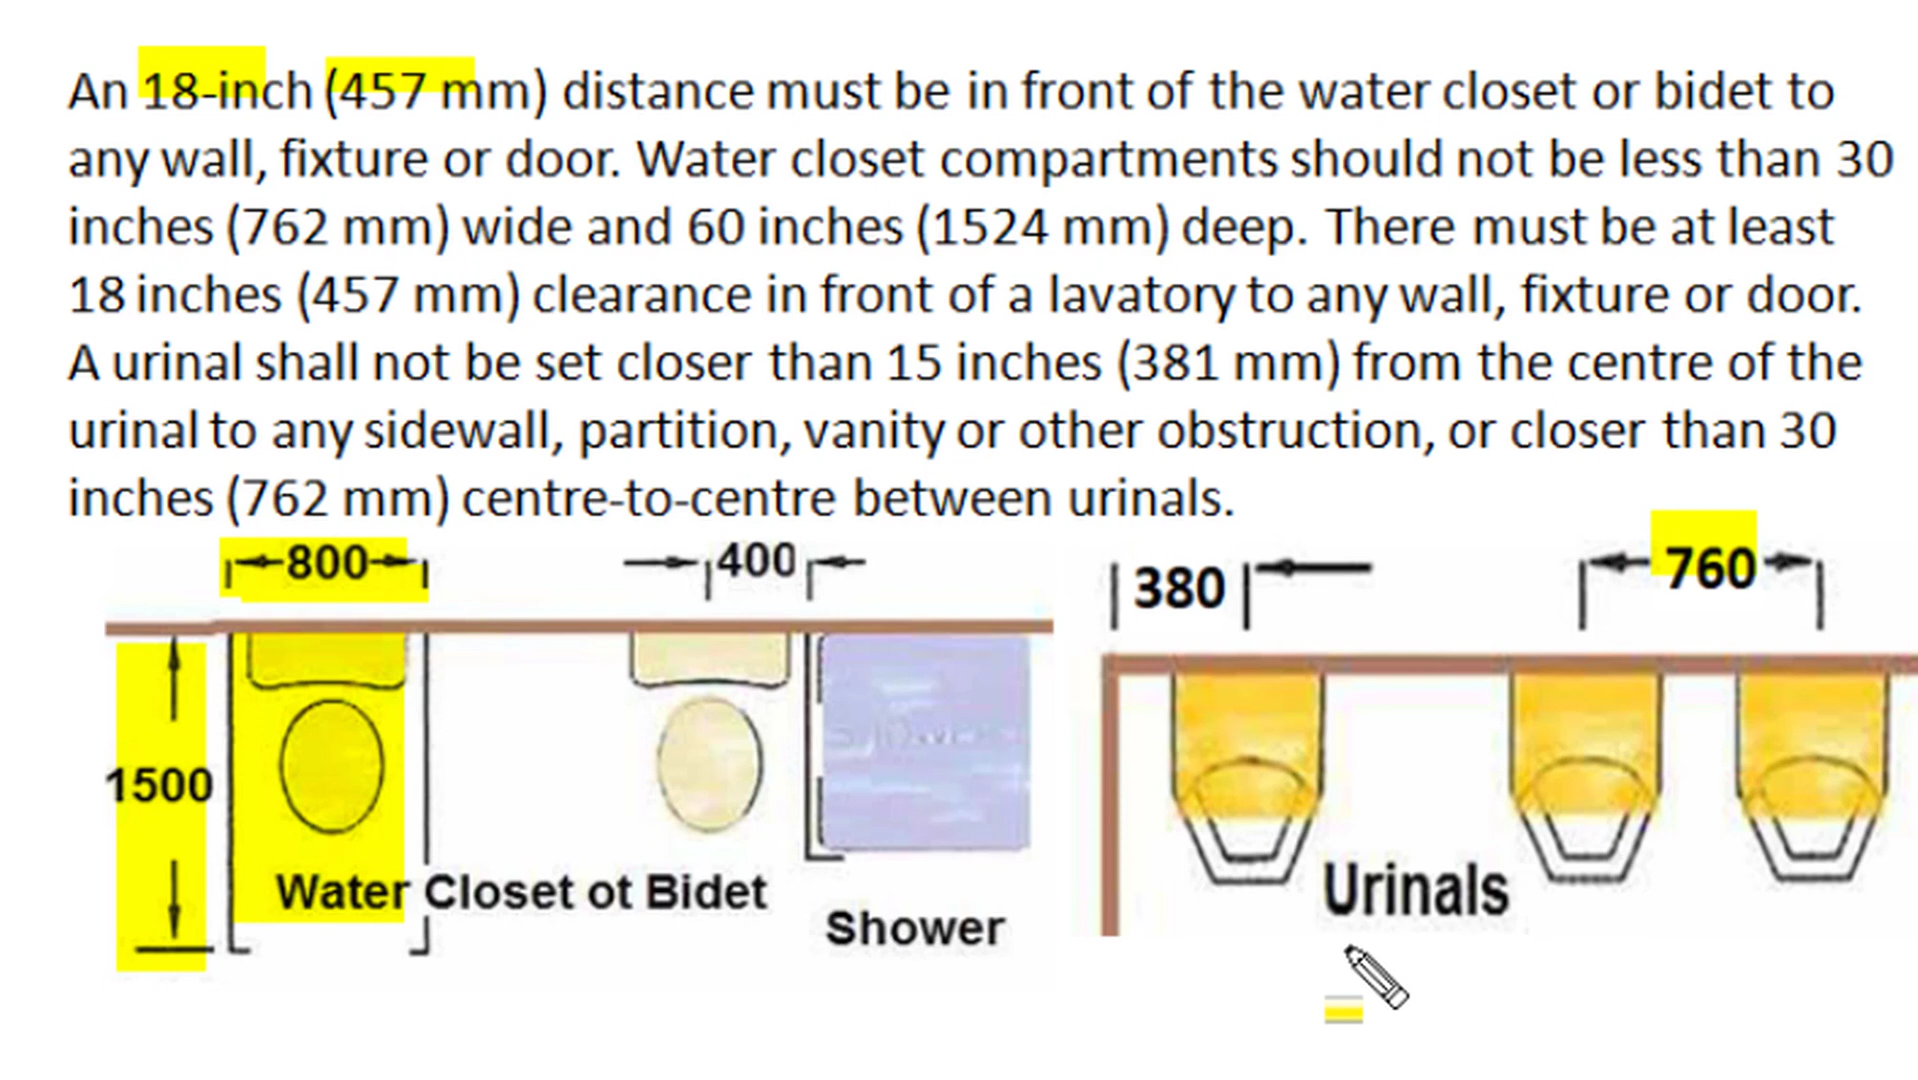 An 18-inch (457 mm) distance must be in front of the water closet or bidet to
any wall, fixture or door. Water closet compartments should not be less than 30
inches (762 mm) wide and 60 inches (1524 mm) deep. There must be at least
18 inches (457 mm) clearance in front of a lavatory to any wall, fixture or door.
A urinal shall not be set closer than 15 inches (381 mm) from the centre of the
urinal to any sidewall, partition, vanity or other obstruction, or closer than 30
inches (762 mm) centre-to-centre between urinals.
800
400
380
760
1500
Water Closet ot Bidet
Shower
Urinals